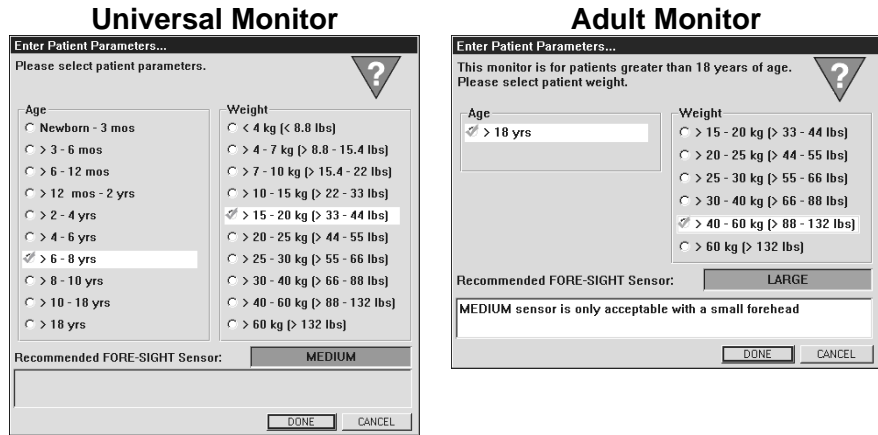 Universal Monitor
Enter Patient Parameters...
Please select patient parameters.
?
Age
Newborn - 3 mos
> 3 - 6 mos
> 6 - 12 mos
> 12 mos - 2 yrs
> 2 - 4 yrs
> 4 - 6 yrs
> 6 - 8 yrs
> 8 - 10 yrs
> 10 - 18 yrs
> 18 yrs
Weight
< 4 kg (< 8.8 lbs)
> 4 - 7 kg (> 8.8 - 15.4 lbs)
> 7 - 10 kg (> 15.4 - 22 lbs)
> 10 - 15 kg (> 22 - 33 lbs)
> 15 - 20 kg (> 33 - 44 lbs)
> 20 - 25 kg (> 44 - 55 lbs)
> 25 - 30 kg (> 55 - 66 lbs)
> 30 - 40 kg (> 66 - 88 lbs)
> 40 - 60 kg (> 88 - 132 lbs)
> 60 kg (> 132 lbs)
Recommended FORE-SIGHT Sensor: MEDIUM
DONE CANCEL
Adult Monitor
Enter Patient Parameters...
This monitor is for patients greater than 18 years of age.
Please select patient weight.
?
Age
> 18 yrs
Weight
> 15 - 20 kg (> 33 - 44 lbs)
> 20 - 25 kg (> 44 - 55 lbs)
> 25 - 30 kg (> 55 - 66 lbs)
> 30 - 40 kg (> 66 - 88 lbs)
> 40 - 60 kg (> 88 - 132 lbs)
> 60 kg (> 132 lbs)
Recommended FORE-SIGHT Sensor: LARGE
MEDIUM sensor is only acceptable with a small forehead
DONE CANCEL